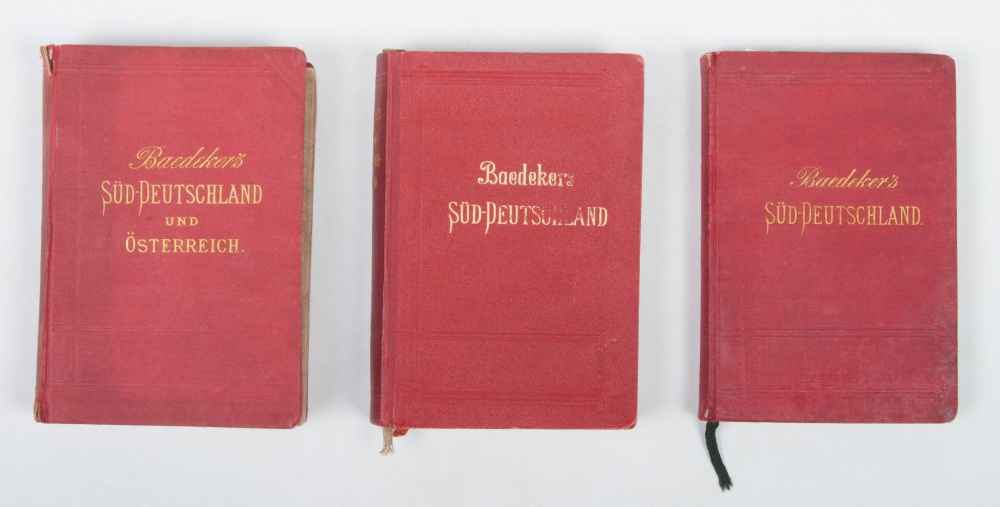 Baedeker's
SÜD-DEUTSCHLAND
UND
ÖSTERREICH.
Baedeker's
SÜD-DEUTSCHLAND
Baedeker's
SÜD-DEUTSCHLAND.